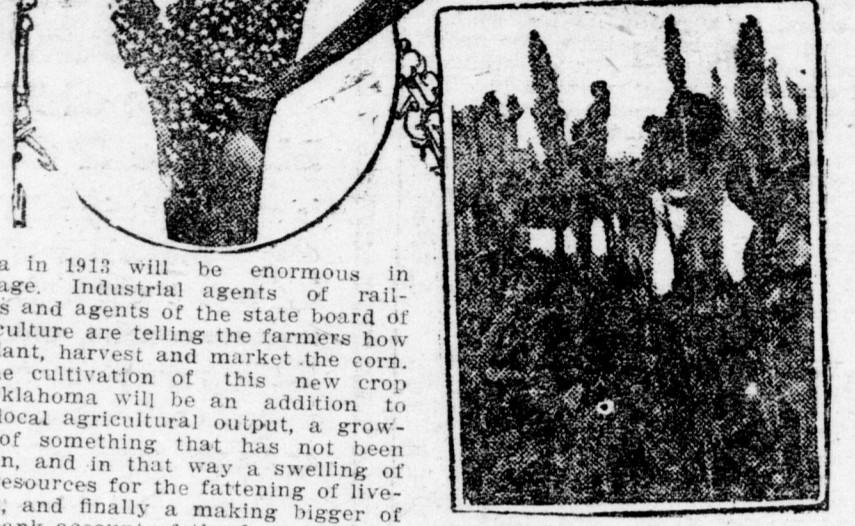 a in 1913 will be enormous in
age. Industrial agents of rail-
s and agents of the state board of
culture are telling the farmers how
lant, harvest and market the corn.
e cultivation of this new crop
klahoma will be an addition to
local agricultural output, a grow-
of something that has not been
n, and in that way a swelling of
esources for the fattening of live-
, and finally a making bigger of